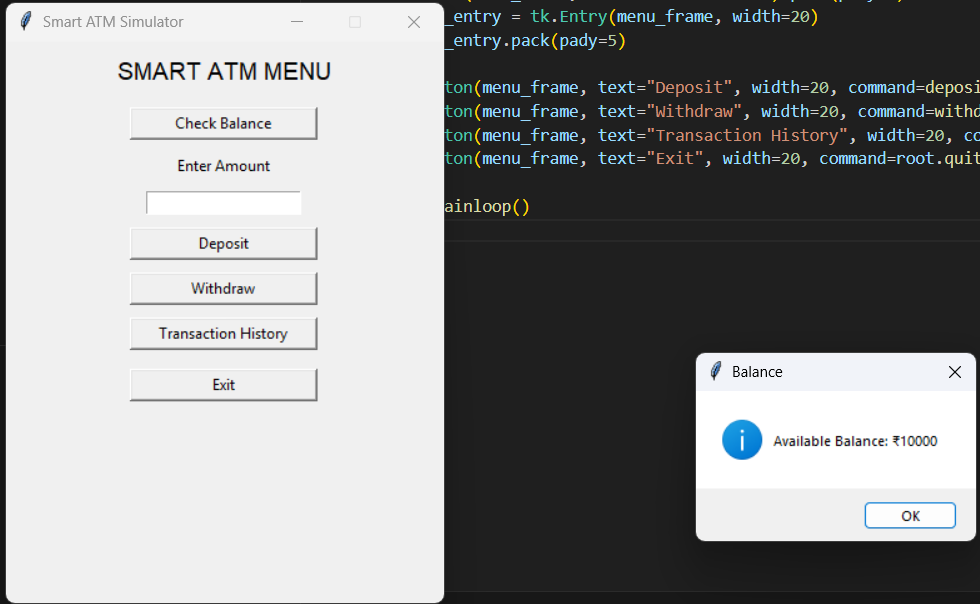 Smart ATM Simulator
SMART ATM MENU
Check Balance
Enter Amount
Deposit
Withdraw
Transaction History
Exit
_entry = tk.Entry(menu_frame, width=20)
_entry.pack(pady=5)
ton(menu_frame, text="Deposit", width=20, command=deposi
ton(menu_frame, text="Withdraw", width=20, command=withd
ton(menu_frame, text="Transaction History", width=20, co
ton(menu_frame, text="Exit", width=20, command=root.quit
ainloop()
Balance
Available Balance: ₹10000
OK